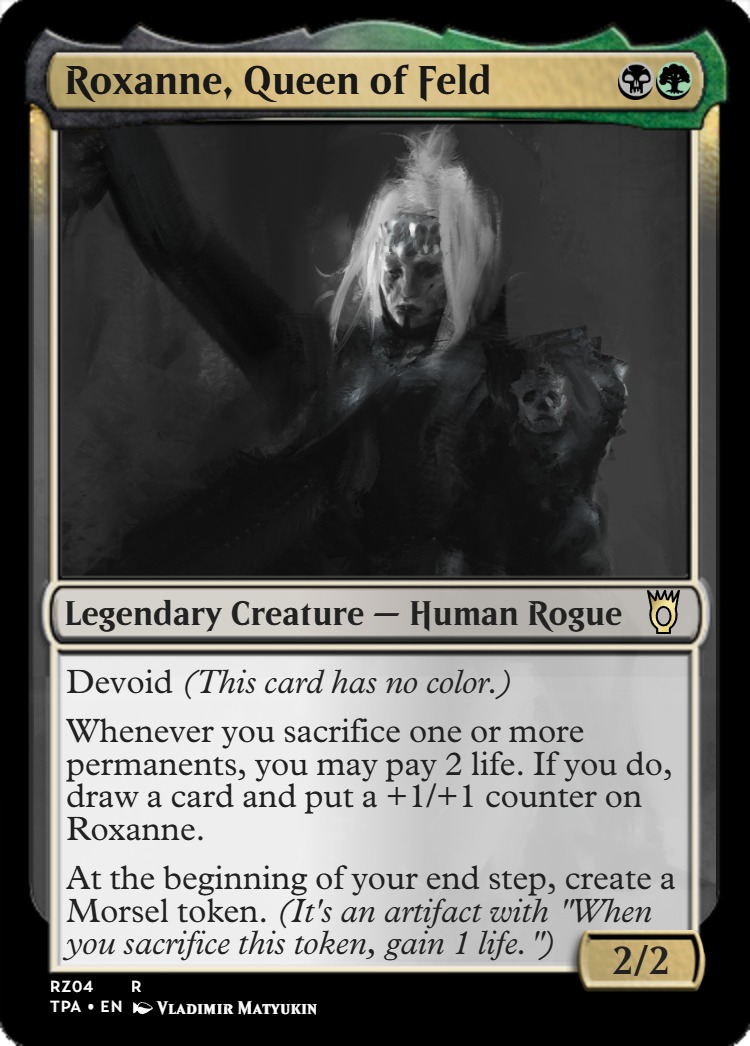 Roxanne, Queen of Feld
Legendary Creature — Human Rogue
Devoid (This card has no color.)
Whenever you sacrifice one or more
permanents, you may pay 2 life. If you do,
draw a card and put a +1/+1 counter on
Roxanne.
At the beginning of your end step, create a
Morsel token. (It's an artifact with "When
you sacrifice this token, gain 1 life.")
2/2
RZ04 R
TPA • EN Vladimir Matyukin